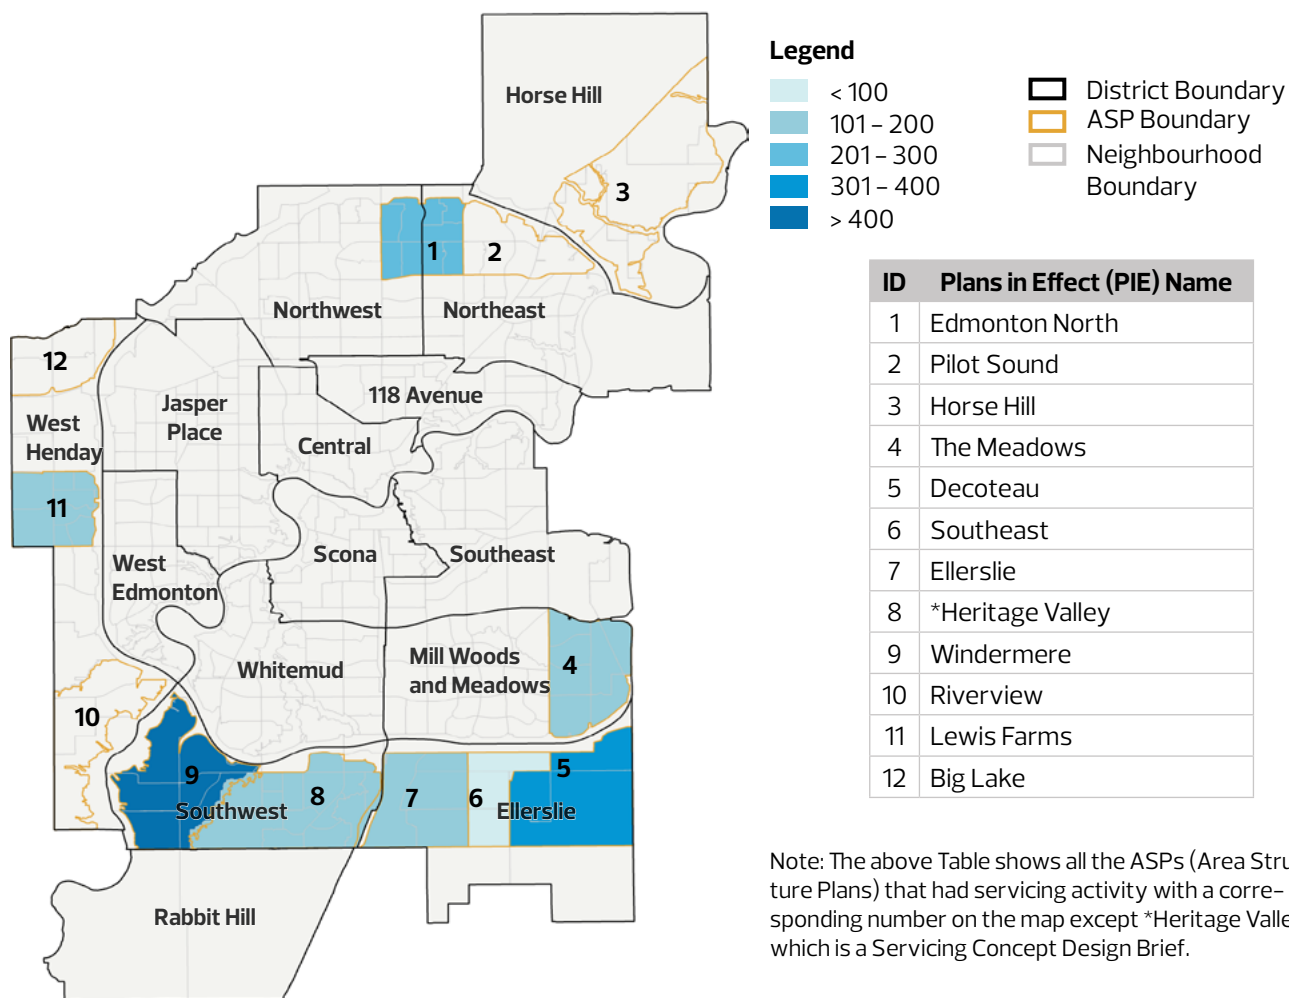 Horse Hill
3
1
2
Northwest
Northeast
12
West
Henday
Jasper
Place
118 Avenue
Central
11
West
Edmonton
Scona
Southeast
Whitemud
Mill Woods
and Meadows
4
10
9
Southwest
8
7
6
5
Ellerslie
Rabbit Hill
Legend
< 100
101 – 200
201 – 300
301 – 400
> 400
District Boundary
ASP Boundary
Neighbourhood
Boundary
ID Plans in Effect (PIE) Name
1 Edmonton North
2 Pilot Sound
3 Horse Hill
4 The Meadows
5 Decoteau
6 Southeast
7 Ellerslie
8 *Heritage Valley
9 Windermere
10 Riverview
11 Lewis Farms
12 Big Lake
Note: The above Table shows all the ASPs (Area Stru
ture Plans) that had servicing activity with a corre-
sponding number on the map except *Heritage Valle
which is a Servicing Concept Design Brief.